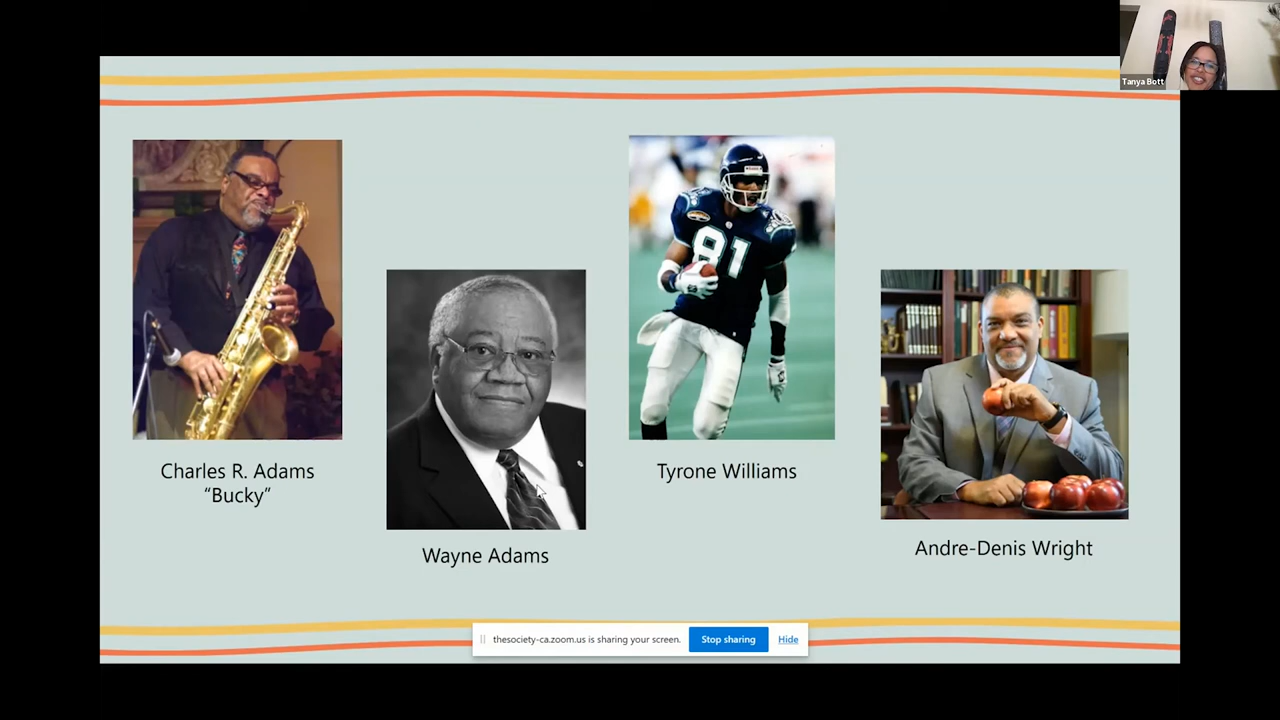 Tanya Bott
81
Charles R. Adams
“Bucky”
Wayne Adams
Tyrone Williams
Andre-Denis Wright
thesociety-ca.zoom.us is sharing your screen.
Stop sharing
Hide